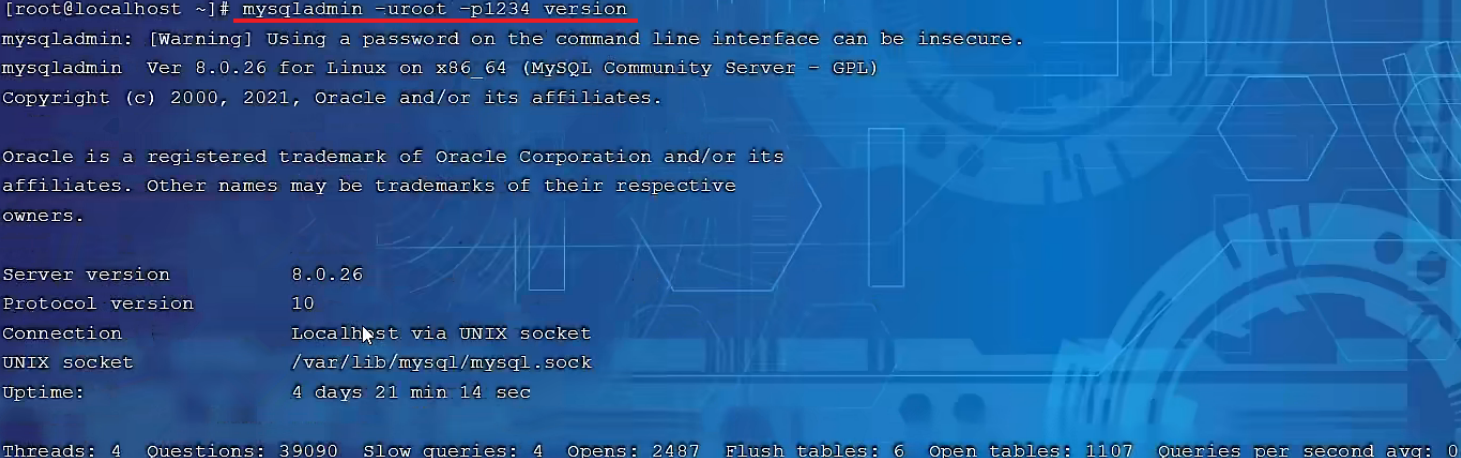 [root@localhost ~]# mysqladmin -uroot -p1234 version
mysqladmin: [Warning] Using a password on the command line interface can be insecure.
mysqladmin  Ver 8.0.26 for Linux on x86_64 (MySQL Community Server - GPL)
Copyright (c) 2000, 2021, Oracle and/or its affiliates.
Oracle is a registered trademark of Oracle Corporation and/or its
affiliates. Other names may be trademarks of their respective
owners.
Server version          8.0.26
Protocol version        10
Connection              Localhost via UNIX socket
UNIX socket             /var/lib/mysql/mysql.sock
Uptime:                 4 days 21 min 14 sec
Threads: 4  Questions: 39090  Slow queries: 4  Opens: 2487  Flush tables: 6  Open tables: 1107  Queries per second avg: 0